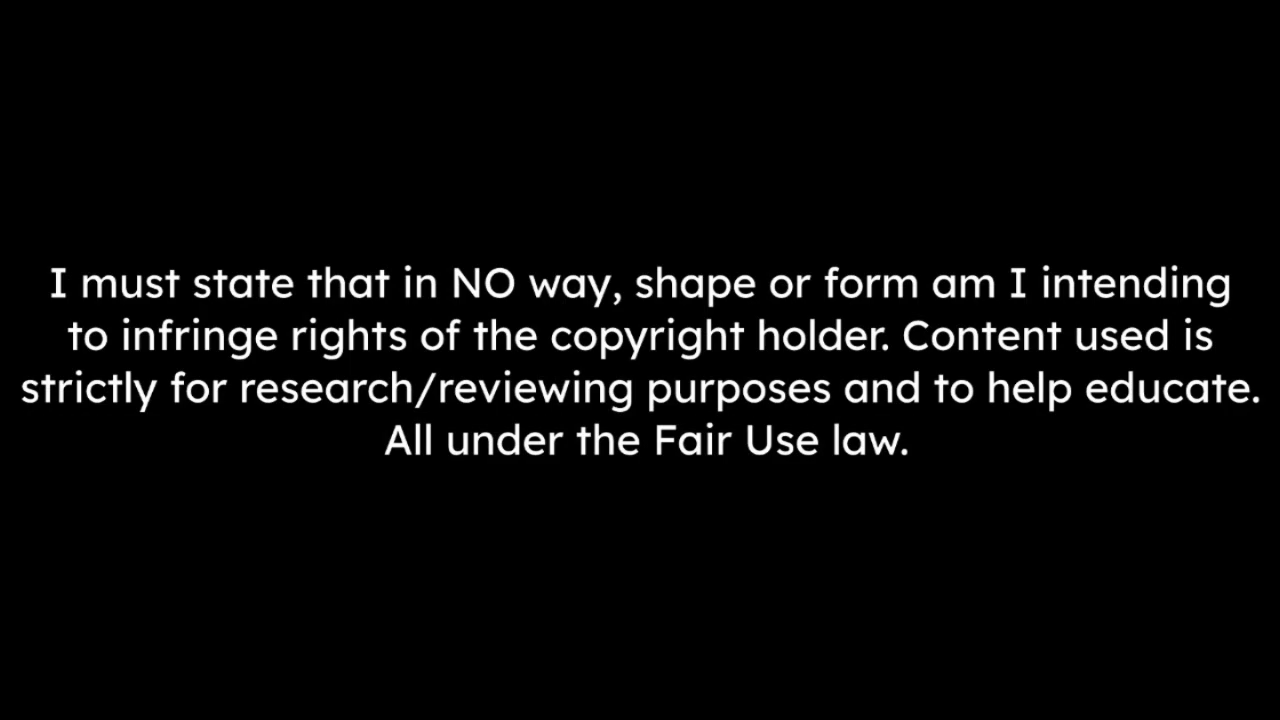 I must state that in NO way, shape or form am I intending
to infringe rights of the copyright holder. Content used is
strictly for research/reviewing purposes and to help educate.
All under the Fair Use law.